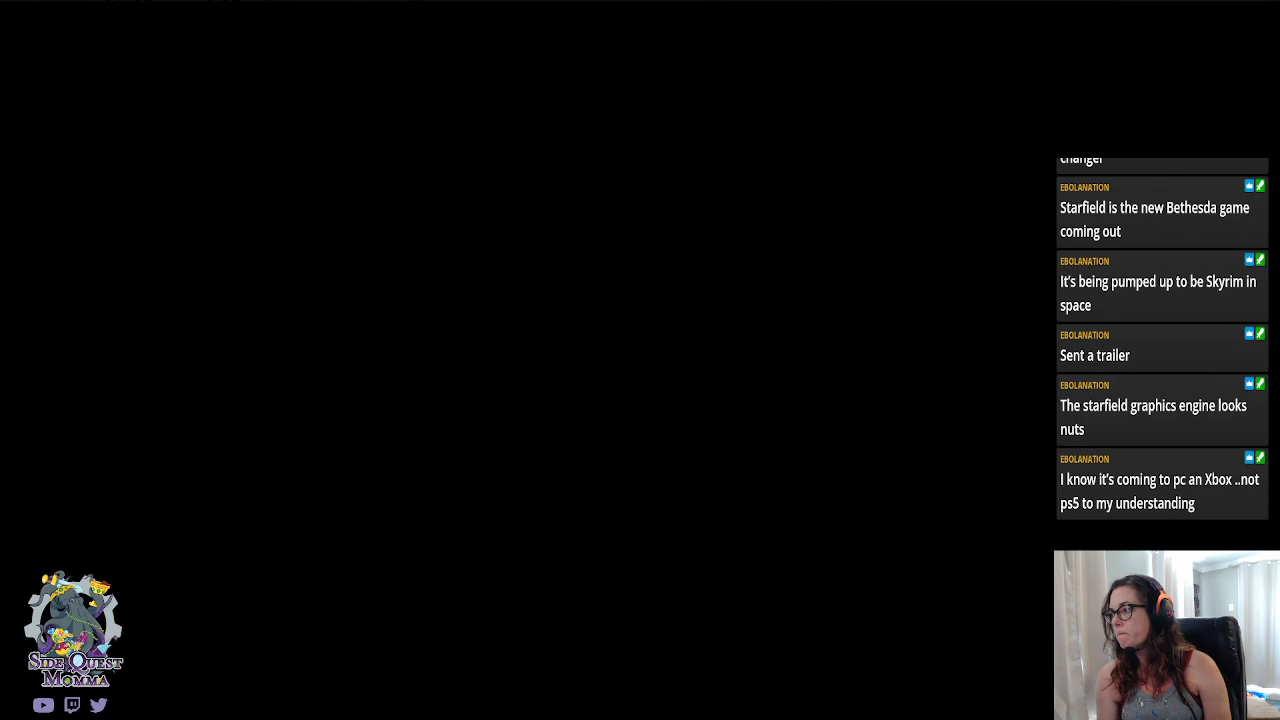 changer
EBOLANATION
Starfield is the new Bethesda game
coming out
EBOLANATION
It's being pumped up to be Skyrim in
space
EBOLANATION
Sent a trailer
EBOLANATION
The starfield graphics engine looks
nuts
EBOLANATION
I know it's coming to pc an Xbox ..not
ps5 to my understanding
SIDE QUEST
MOMMA